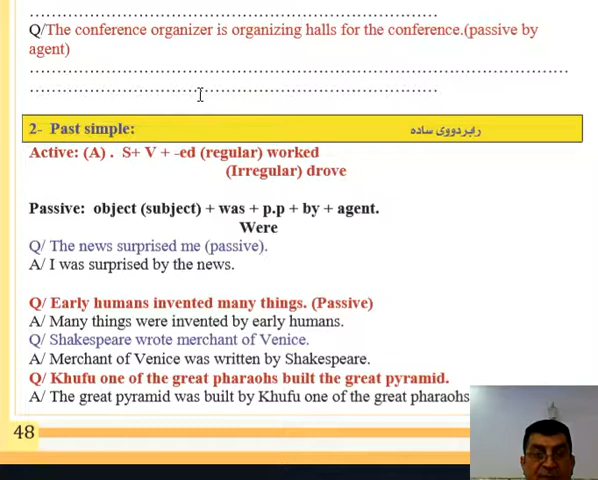 Q/The conference organizer is organizing halls for the conference.(passive by
agent)
2- Past simple: رابردووی ساده
Active: (A) . S+ V + -ed (regular) worked
(Irregular) drove
Passive: object (subject) + was + p.p + by + agent.
Were
Q/ The news surprised me (passive).
A/ I was surprised by the news.
Q/ Early humans invented many things. (Passive)
A/ Many things were invented by early humans.
Q/ Shakespeare wrote merchant of Venice.
A/ Merchant of Venice was written by Shakespeare.
Q/ Khufu one of the great pharaohs built the great pyramid.
A/ The great pyramid was built by Khufu one of the great pharaohs
48